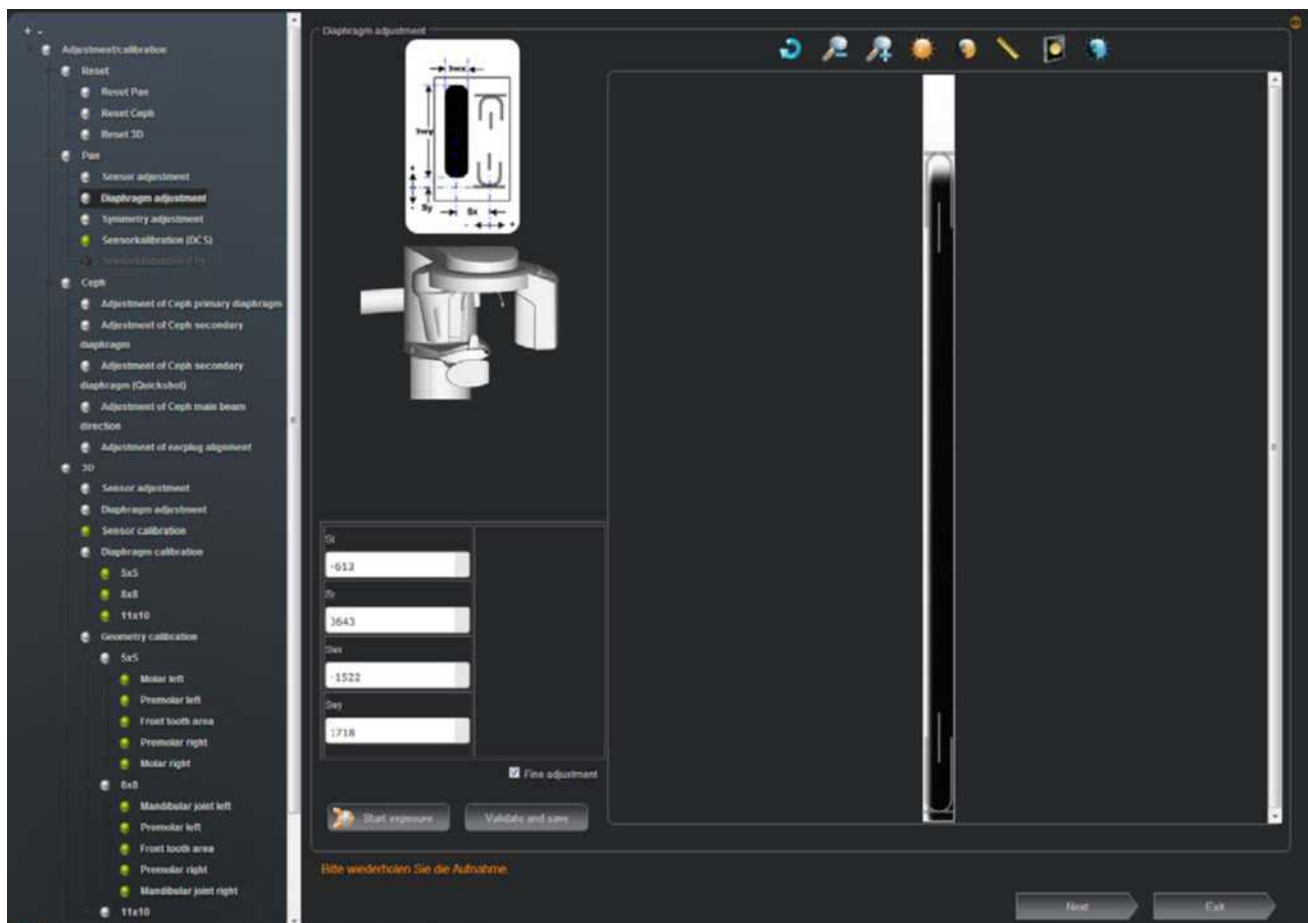 + -
Adjustment/calibration
Reset
Reset Pan
Reset Ceph
Reset 3D
Pan
Sensor adjustment
Diaphragm adjustment
Symmetry adjustment
Sensorkalibration (DCS)
Ceph
Adjustment of Ceph primary diaphragm
Adjustment of Ceph secondary
diaphragm
Adjustment of Ceph secondary
diaphragm (Quickshot)
Adjustment of Ceph main beam
direction
Adjustment of earplug alignment
3D
Sensor adjustment
Diaphragm adjustment
Sensor calibration
Diaphragm calibration
5x5
8x8
11x10
Geometry calibration
5x5
Molar left
Premolar left
Front tooth area
Premolar right
Molar right
8x8
Mandibular joint left
Premolar left
Front tooth area
Premolar right
Mandibular joint right
11x10
Diaphragm adjustment
Swx
Swy
+
-
Sy
Sx
- +
-613
3643
Swx
-1522
Swy
1718
Fine adjustment
Start exposure
Validate and save
Bitte wiederholen Sie die Aufnahme.
Next
Exit